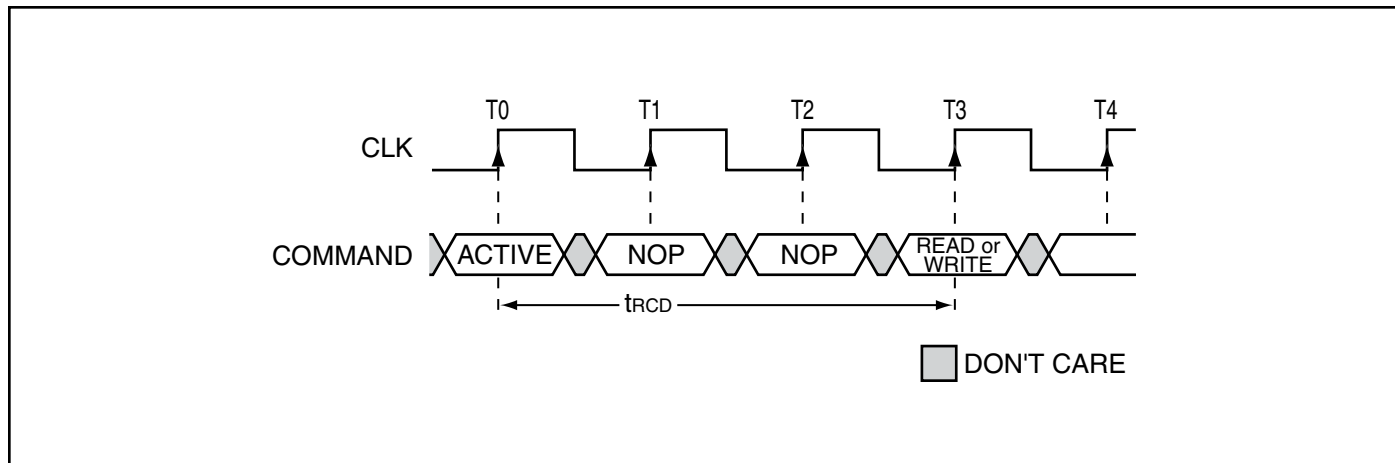 T0 T1 T2 T3 T4
CLK
COMMAND ACTIVE NOP NOP READ or
WRITE
tRCD
DON'T CARE